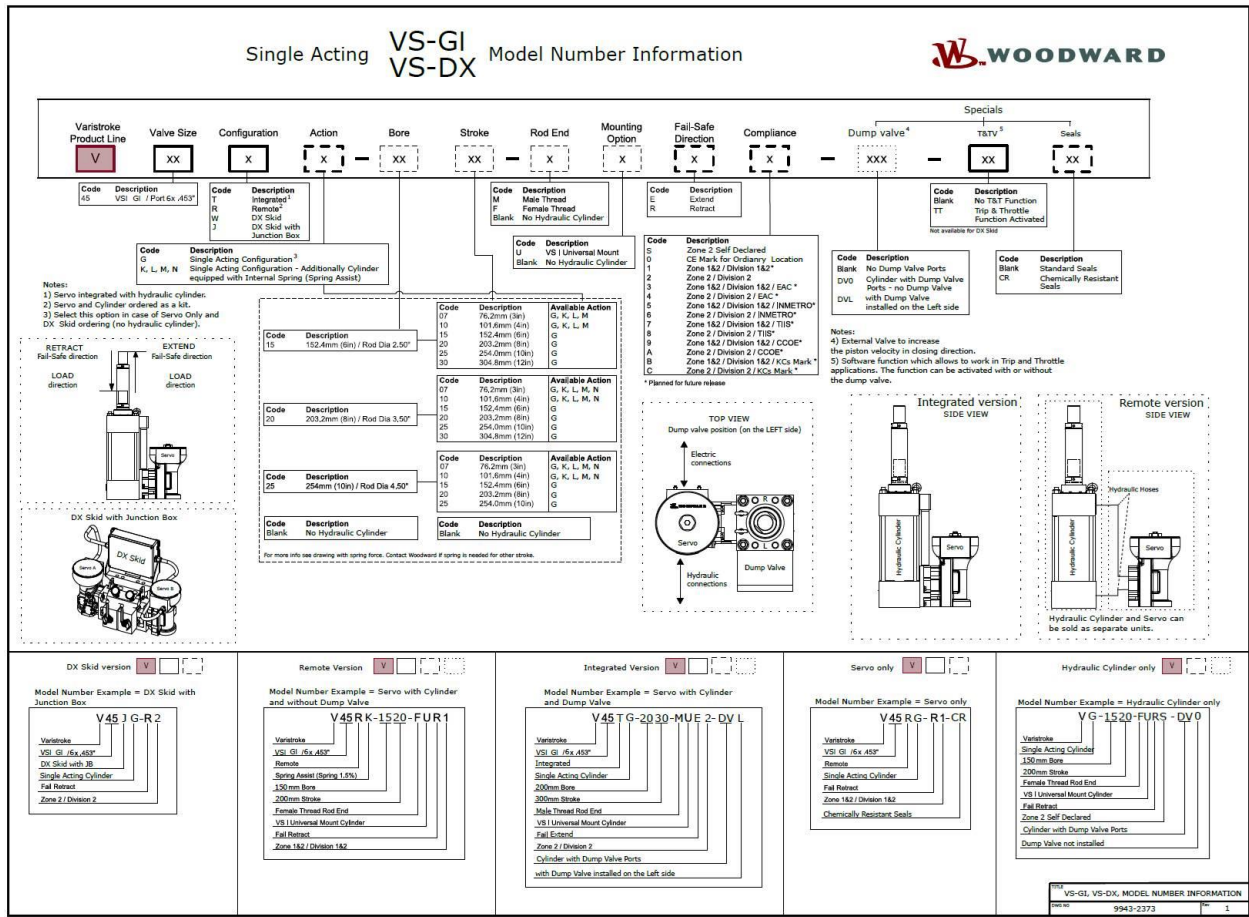 Single Acting VS-GI VS-DX Model Number Information
WOODWARD
Specials
Varistroke Product Line
Valve Size
Configuration
Action
Bore
Stroke
Rod End
Mounting Option
Fail-Safe Direction
Compliance
Dump valve 4
T&TV 5
Seals
V xx x x – xx xx – x x x x – xxx – xx xx
Code Description
45 VSI GI / Port 6x .453"
Code Description
T Integrated 1
R Remote 2
W DX Skid
J DX Skid with
Junction Box
Code Description
G Single Acting Configuration 3
K, L, M, N Single Acting Configuration - Additionally Cylinder
equipped with Internal Spring (Spring Assist)
Code Description
M Male Thread
F Female Thread
Blank No Hydraulic Cylinder
Code Description
U VS I Universal Mount
Blank No Hydraulic Cylinder
Code Description
E Extend
R Retract
Code Description
S Zone 2 Self Declared
0 CE Mark for Ordianry Location
1 Zone 1&2 / Division 1&2*
2 Zone 2 / Division 2
3 Zone 1&2 / Division 1&2 / EAC *
4 Zone 2 / Division 2 / EAC *
5 Zone 1&2 / Division 1&2 / INMETRO*
6 Zone 2 / Division 2 / INMETRO*
7 Zone 1&2 / Division 1&2 / TIIS*
8 Zone 2 / Division 2 / TIIS*
9 Zone 1&2 / Division 1&2 / CCOE*
A Zone 2 / Division 2 / CCOE*
B Zone 1&2 / Division 1&2 / KCs Mark *
C Zone 2 / Division 2 / KCs Mark *
* Planned for future release
Code Description
Blank No Dump Valve Ports
DV0 Cylinder with Dump Valve
Ports - no Dump Valve
DVL with Dump Valve
installed on the Left side
Code Description
Blank No T&T Function
TT Trip & Throttle
Function Activated
Not available for DX Skid
Code Description
Blank Standard Seals
CR Chemically Resistant
Seals
Notes:
1) Servo integrated with hydraulic cylinder.
2) Servo and Cylinder ordered as a kit.
3) Select this option in case of Servo Only and
DX Skid ordering (no hydraulic cylinder).
Notes:
4) External Valve to increase
the piston velocity in closing direction.
5) Software function which allows to work in Trip and Throttle
applications. The function can be activated with or without
the dump valve.
Code Description
15 152.4mm (6in) / Rod Dia 2.50"
Code Description Available Action
07 76,2mm (3in) G, K, L, M
10 101,6mm (4in) G, K, L, M
15 152.4mm (6in) G
20 203.2mm (8in) G
25 254.0mm (10in) G
30 304.8mm (12in) G
Code Description
20 203,2mm (8in) / Rod Dia 3,50"
Code Description Available Action
07 76,2mm (3in) G, K, L, M, N
10 101,6mm (4in) G, K, L, M, N
15 152,4mm (6in) G
20 203,2mm (8in) G
25 254,0mm (10in) G
30 304,8mm (12in) G
Code Description
25 254mm (10in) / Rod Dia 4,50"
Code Description Available Action
07 76.2mm (3in) G, K, L, M, N
10 101,6mm (4in) G, K, L, M, N
15 152.4mm (6in) G
20 203.2mm (8in) G
25 254.0mm (10in) G
Code Description
Blank No Hydraulic Cylinder
Code Description
Blank No Hydraulic Cylinder
For more info see drawing with spring force. Contact Woodward if spring is needed for other stroke.
RETRACT
Fail-Safe direction
EXTEND
Fail-Safe direction
LOAD
direction
LOAD
direction
Servo
DX Skid with Junction Box
DX Skid
Servo A
Servo B
TOP VIEW
Dump valve position (on the LEFT side)
Electric
connections
WOODWARD
Servo
R
L
Dump Valve
Hydraulic
connections
Integrated version
SIDE VIEW
Hydraulic Cylinder
Servo
Remote version
SIDE VIEW
Hydraulic Hoses
Hydraulic Cylinder
Servo
Hydraulic Cylinder and Servo can
be sold as separate units.
DX Skid version V
Model Number Example = DX Skid with
Junction Box
V45JG-R2
Varistroke
VSI GI /6x .453"
DX Skid with JB
Single Acting Cylinder
Fail Retract
Zone 2 / Division 2
Remote Version V
Model Number Example = Servo with Cylinder
and without Dump Valve
V45RK-1520-FUR1
Varistroke
VSI GI /6x .453"
Remote
Spring Assist (Spring 1,5%)
150mm Bore
200mm Stroke
Female Thread Rod End
VS I Universal Mount Cylinder
Fail Retract
Zone 1&2 / Division 1&2
Integrated Version V
Model Number Example = Servo with Cylinder
and Dump Valve
V45TG-2030-MUE2-DVL
Varistroke
VSI GI /6x .453"
Integrated
Single Acting Cylinder
200mm Bore
300mm Stroke
Male Thread Rod End
VS I Universal Mount Cylinder
Fail Extend
Zone 2 / Division 2
Cylinder with Dump Valve Ports
with Dump Valve installed on the Left side
Servo only V
Model Number Example = Servo only
V45RG-R1-CR
Varistroke
VSI GI /6x .453"
Remote
Single Acting Cylinder
Fail Retract
Zone 1&2 / Division 1&2
Chemically Resistant Seals
Hydraulic Cylinder only V
Model Number Example = Hydraulic Cylinder only
VG-1520-FURS-DV0
Varistroke
Single Acting Cylinder
150mm Bore
200mm Stroke
Female Thread Rod End
VS I Universal Mount Cylinder
Fail Retract
Zone 2 Self Declared
Cylinder with Dump Valve Ports
Dump Valve not installed
TITLE
VS-GI, VS-DX, MODEL NUMBER INFORMATION
DWG NO 9943-2373 Rev 1